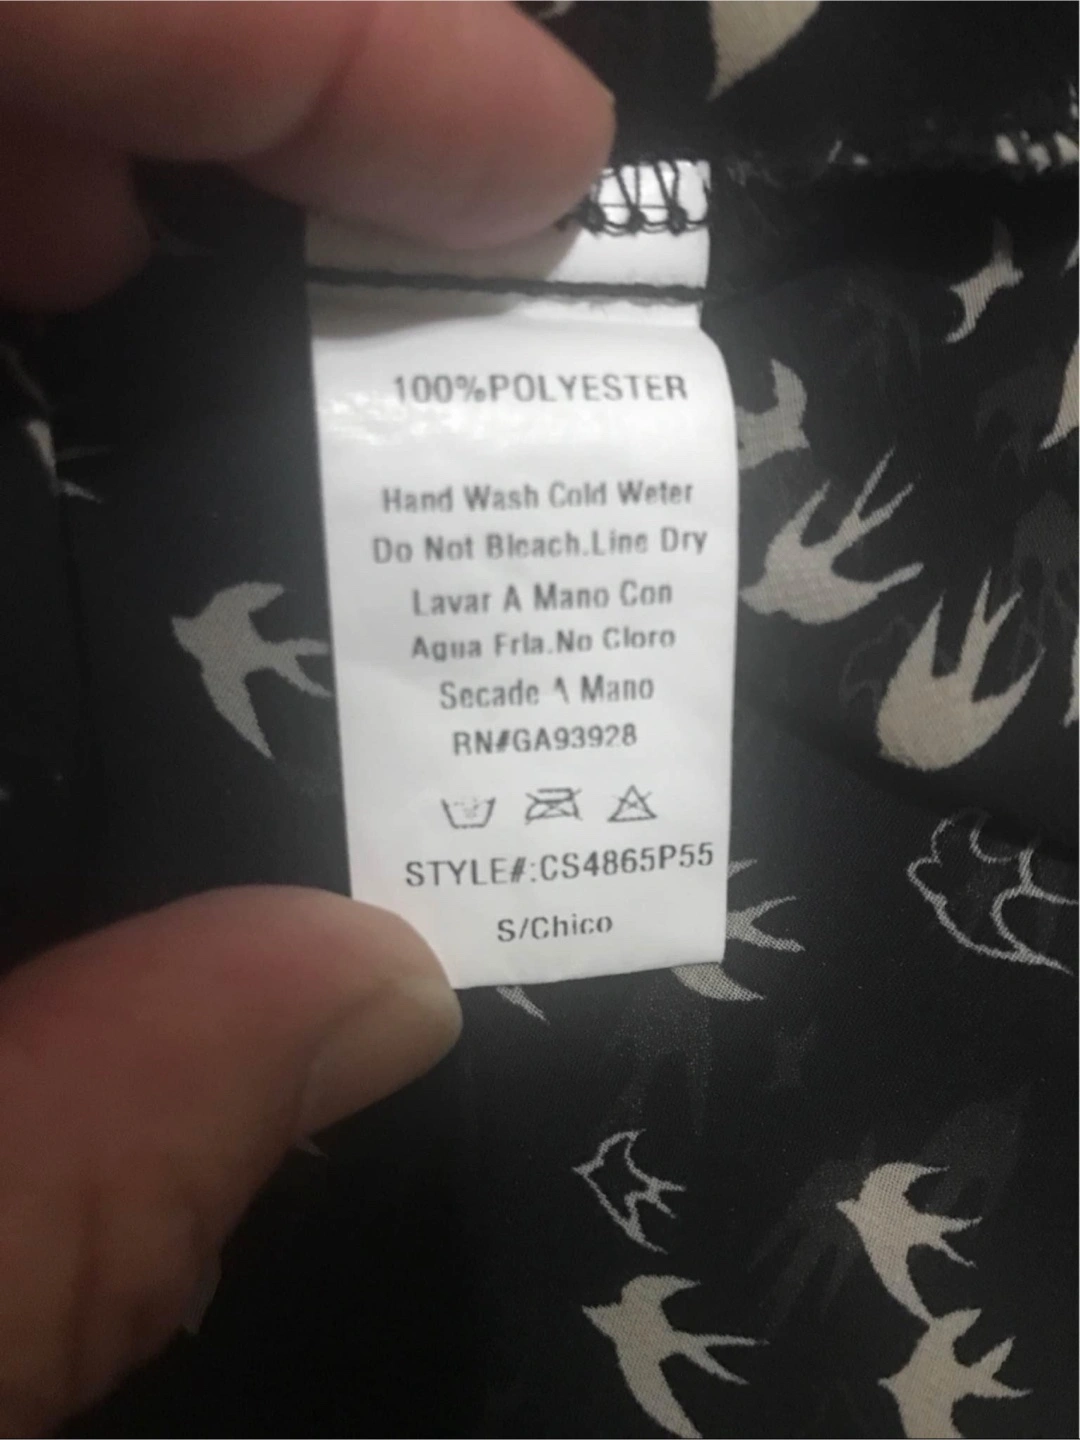 100%POLYESTER
Hand Wash Cold Weter
Do Not Bleach.Line Dry
Lavar A Mano Con
Agua Frla.No Cloro
Secade A Mano
RN#GA93928
STYLE#:CS4865P55
S/Chico